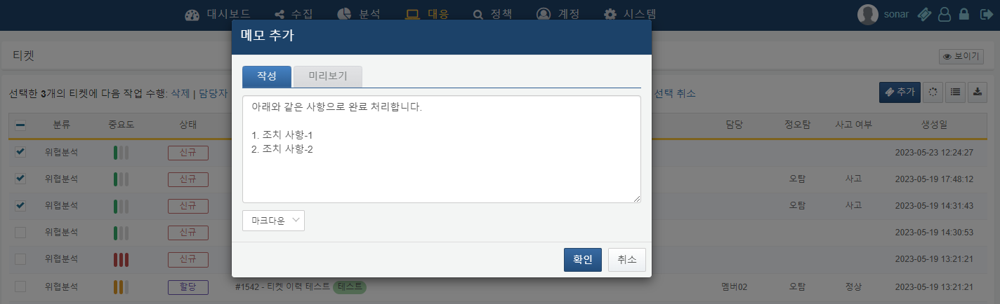 대시보드 수집 분석 대응 정책 계정 시스템 sonar
메모 추가
티켓 보이기
작성 미리보기
선택한 3개의 티켓에 다음 작업 수행: 삭제 | 담당자 선택 취소 추가
아래와 같은 사항으로 완료 처리합니다.
1. 조치 사항-1
2. 조치 사항-2
마크다운
확인 취소
분류 중요도 상태 담당 정오탐 사고 여부 생성일
위협분석 신규 2023-05-23 12:24:27
위협분석 신규 오탐 사고 2023-05-19 17:48:12
위협분석 신규 오탐 사고 2023-05-19 14:31:43
위협분석 신규 2023-05-19 14:30:53
위협분석 신규 2023-05-19 13:21:21
위협분석 할당 #1542 - 티켓 이력 테스트 테스트 멤버02 오탐 정상 2023-05-19 13:21:21